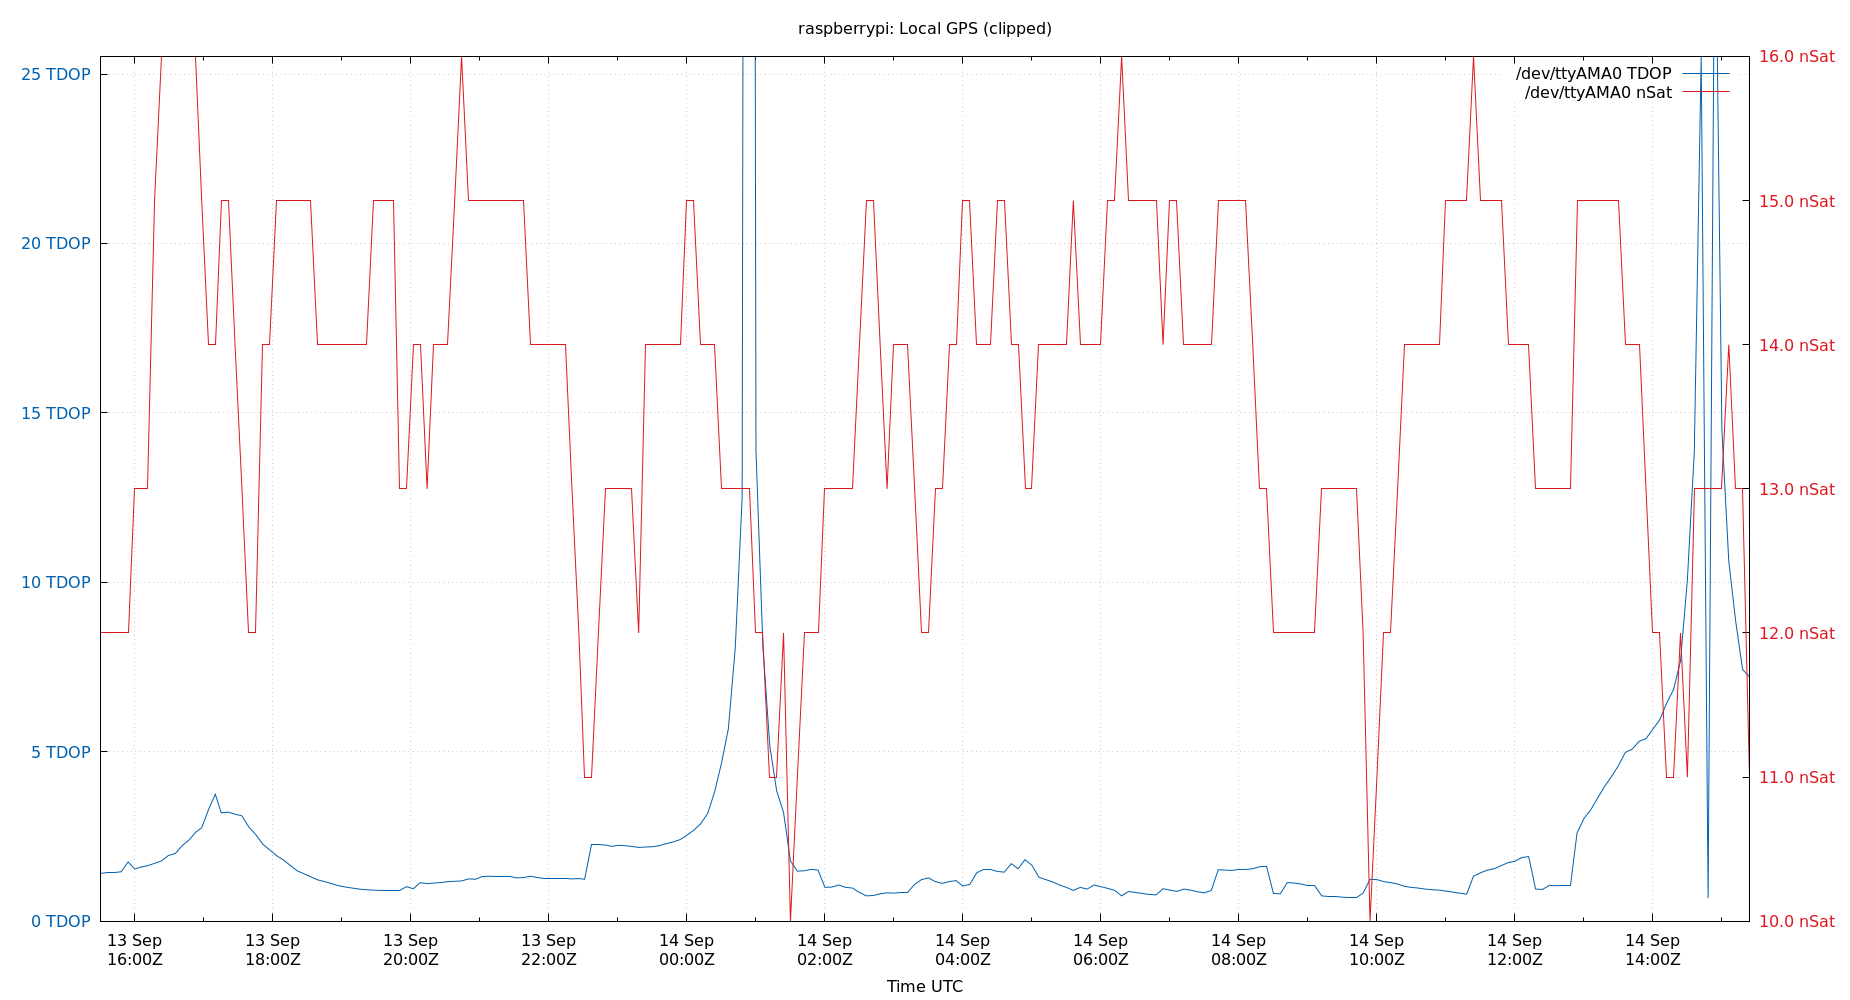 raspberrypi: Local GPS (clipped)
25 TDOP
20 TDOP
15 TDOP
10 TDOP
5 TDOP
0 TDOP
16.0 nSat
15.0 nSat
14.0 nSat
13.0 nSat
12.0 nSat
11.0 nSat
10.0 nSat
/dev/ttyAMA0 TDOP
/dev/ttyAMA0 nSat
13 Sep
16:00Z
13 Sep
18:00Z
13 Sep
20:00Z
13 Sep
22:00Z
14 Sep
00:00Z
14 Sep
02:00Z
14 Sep
04:00Z
14 Sep
06:00Z
14 Sep
08:00Z
14 Sep
10:00Z
14 Sep
12:00Z
14 Sep
14:00Z
Time UTC